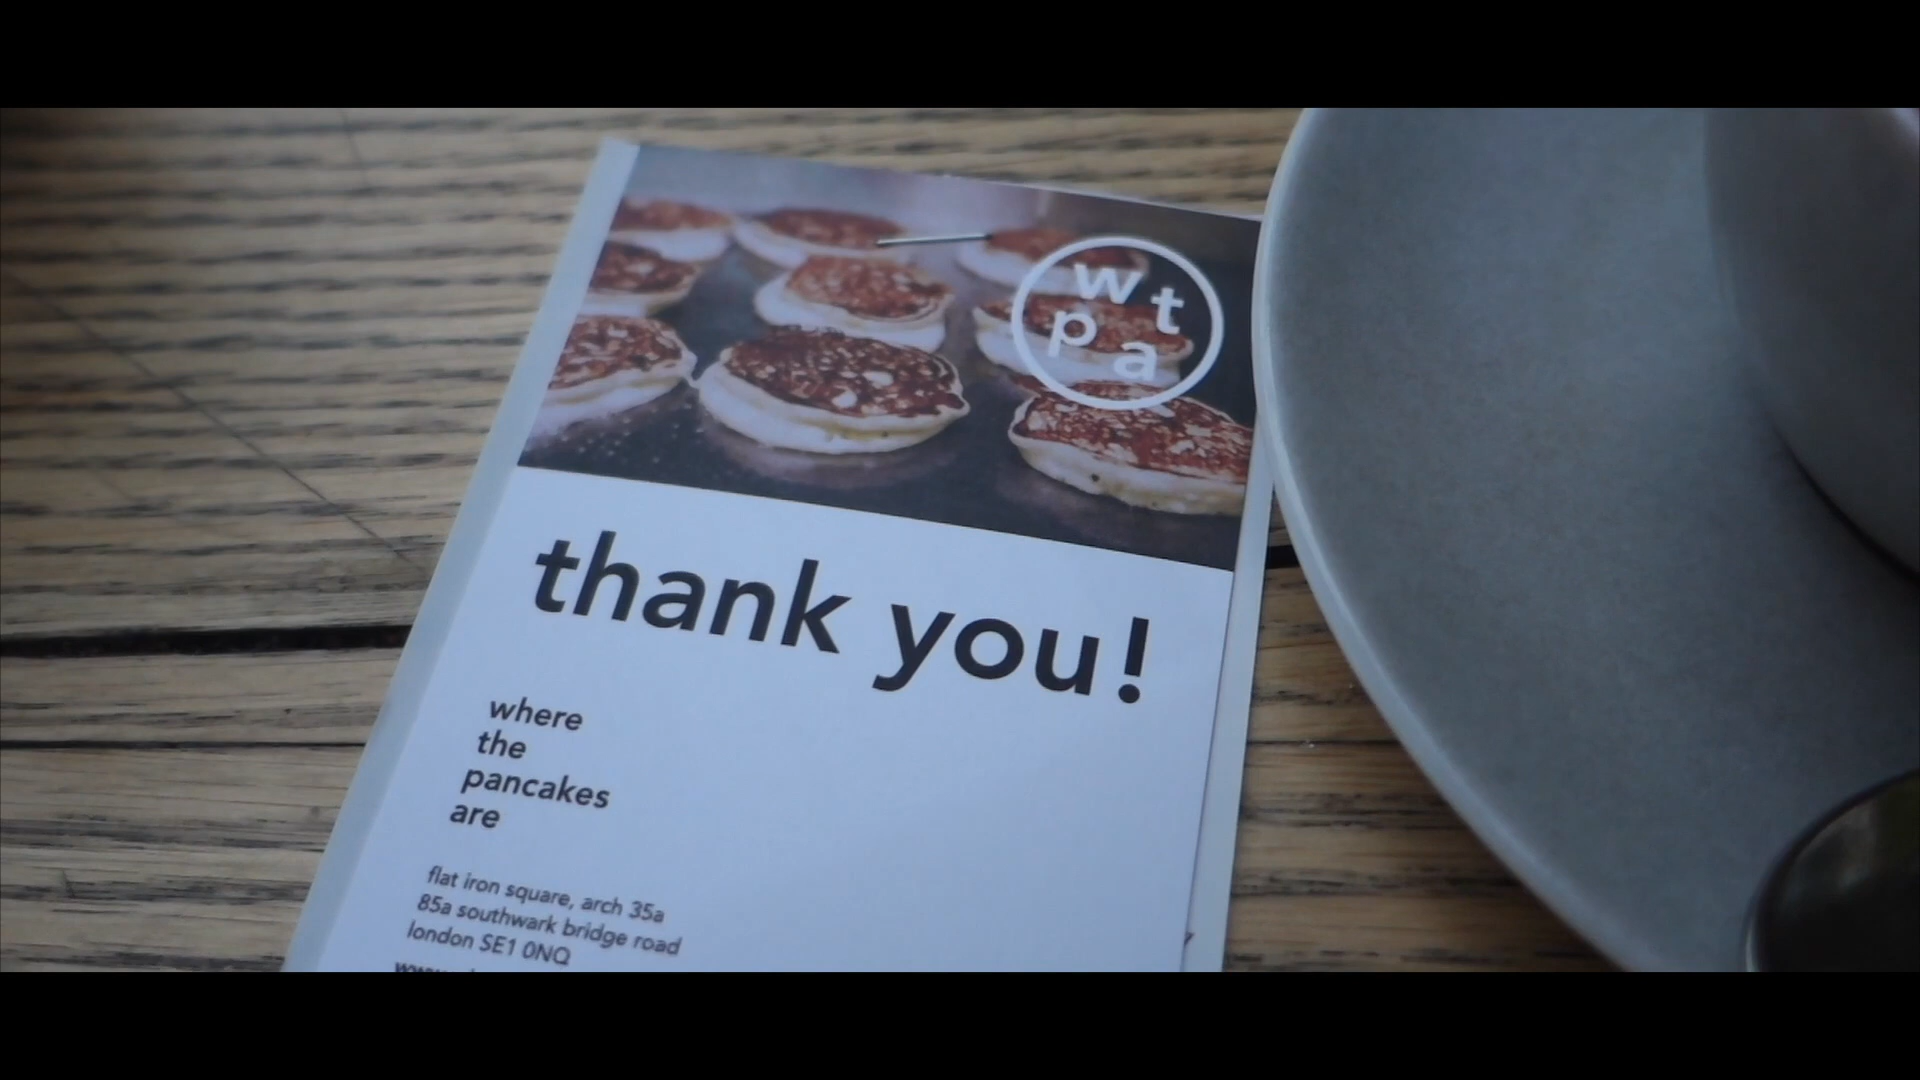 w t
p a
thank you!
where
the
pancakes
are
flat iron square, arch 35a
85a southwark bridge road
london SE1 0NQ